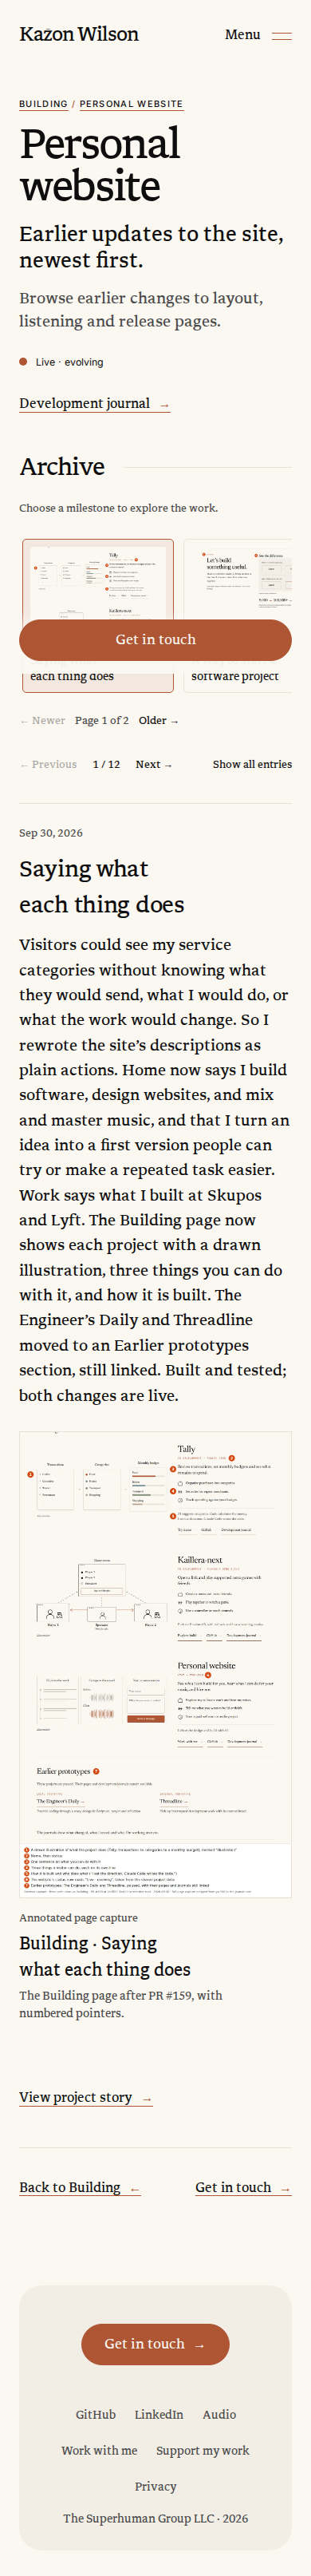 Kazon Wilson
Menu
BUILDING / PERSONAL WEBSITE
Personal
website
Earlier updates to the site,
newest first.
Browse earlier changes to layout,
listening and release pages.
Live · evolving
Development journal →
Archive
Choose a milestone to explore the work.
Tally
Let's build
something useful.
Get in touch
each thing does
software project
← Newer Page 1 of 2 Older →
← Previous 1 / 12 Next → Show all entries
Sep 30, 2026
Saying what
each thing does
Visitors could see my service
categories without knowing what
they would send, what I would do, or
what the work would change. So I
rewrote the site’s descriptions as
plain actions. Home now says I build
software, design websites, and mix
and master music, and that I turn an
idea into a first version people can
try or make a repeated task easier.
Work says what I built at Skupos
and Lyft. The Building page now
shows each project with a drawn
illustration, three things you can do
with it, and how it is built. The
Engineer’s Daily and Threadline
moved to an Earlier prototypes
section, still linked. Built and tested;
both changes are live.
Tally
Kaillera-next
Personal website
Earlier prototypes
The Engineer's Daily
Threadline
Annotated page capture
Building · Saying
what each thing does
The Building page after PR #159, with
numbered pointers.
View project story →
Back to Building ←
Get in touch →
Get in touch →
GitHub LinkedIn Audio
Work with me Support my work
Privacy
The Superhuman Group LLC · 2026